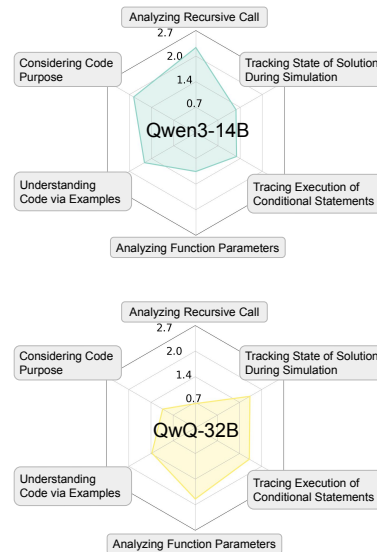 Analyzing Recursive Call
2.7
2.0
1.4
0.7
Considering Code
Purpose
Tracking State of Solution
During Simulation
Qwen3-14B
Understanding
Code via Examples
Tracing Execution of
Conditional Statements
Analyzing Function Parameters
Analyzing Recursive Call
2.7
2.0
1.4
0.7
Considering Code
Purpose
Tracking State of Solution
During Simulation
QwQ-32B
Understanding
Code via Examples
Tracing Execution of
Conditional Statements
Analyzing Function Parameters